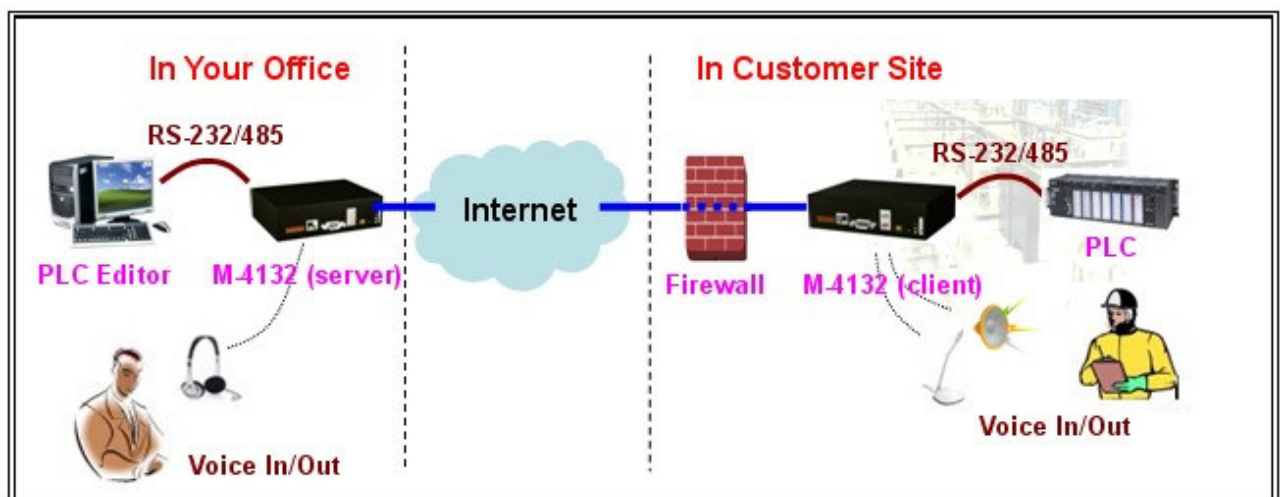 In Your Office
In Customer Site
RS-232/485
RS-232/485
Internet
PLC Editor
M-4132 (server)
Firewall
M-4132 (client)
PLC
Voice In/Out
Voice In/Out